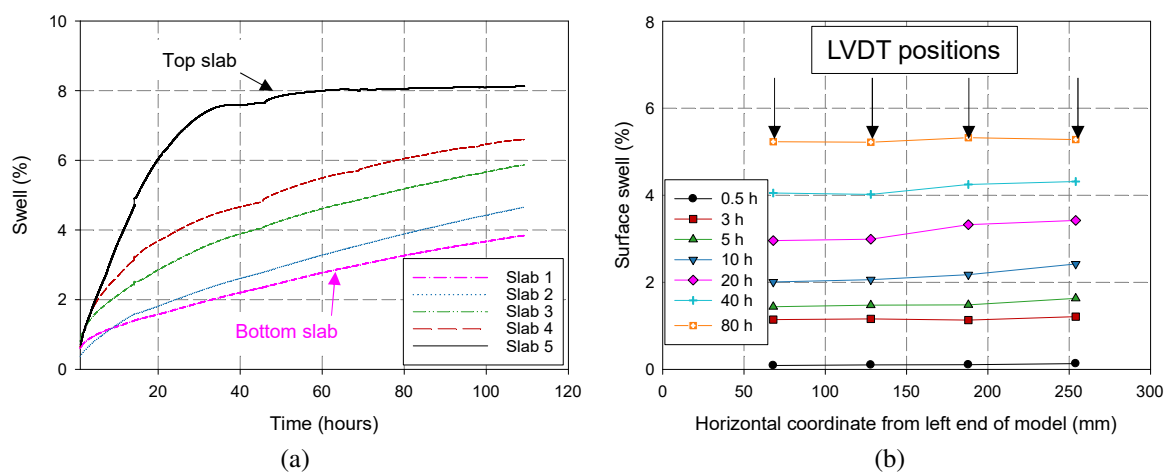 10
8
6
4
2
0
Swell (%)
Top slab
Bottom slab
Slab 1
Slab 2
Slab 3
Slab 4
Slab 5
0 20 40 60 80 100 120
Time (hours)
(a)
8
6
4
2
0
Surface swell (%)
LVDT positions
0.5 h
3 h
5 h
10 h
20 h
40 h
80 h
0 50 100 150 200 250 300
Horizontal coordinate from left end of model (mm)
(b)